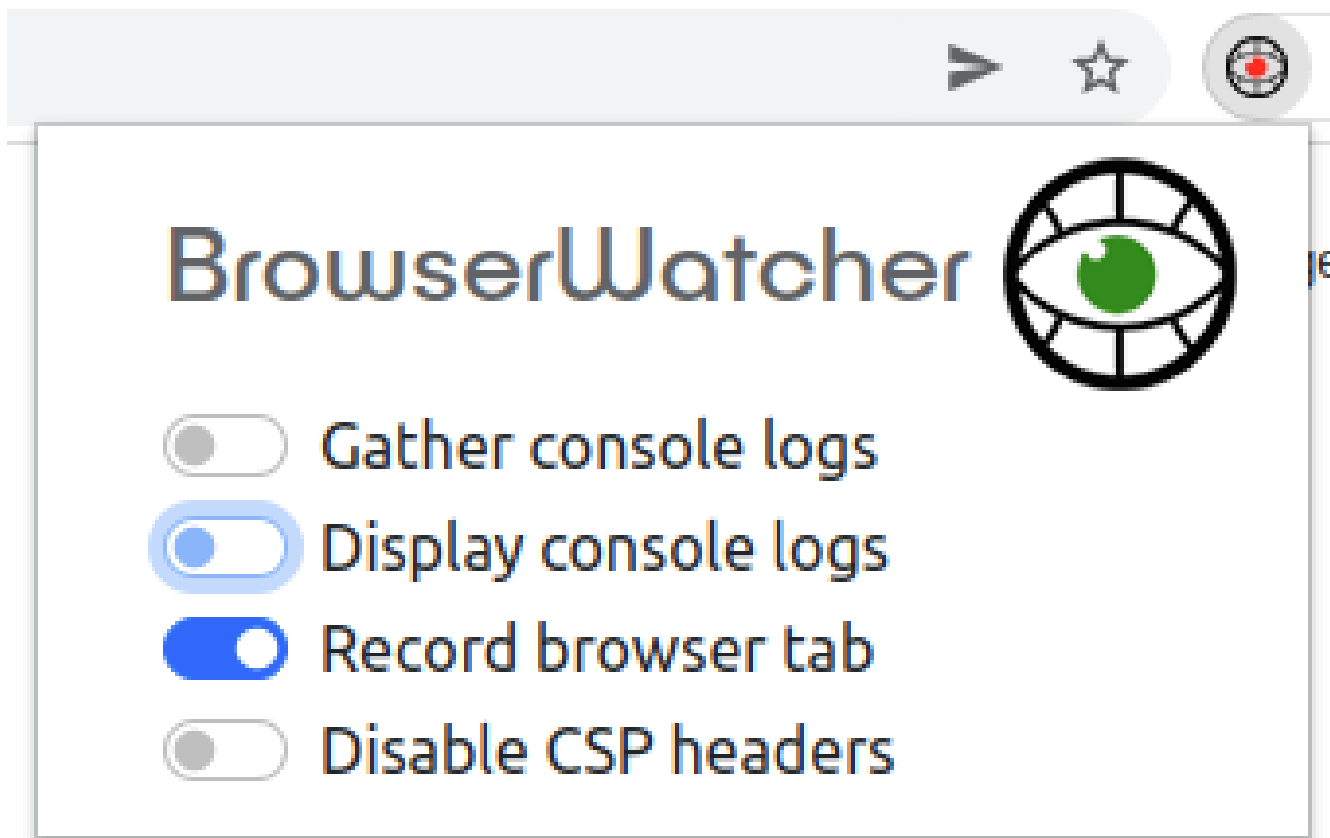 BrowserWatcher
Gather console logs
Display console logs
Record browser tab
Disable CSP headers